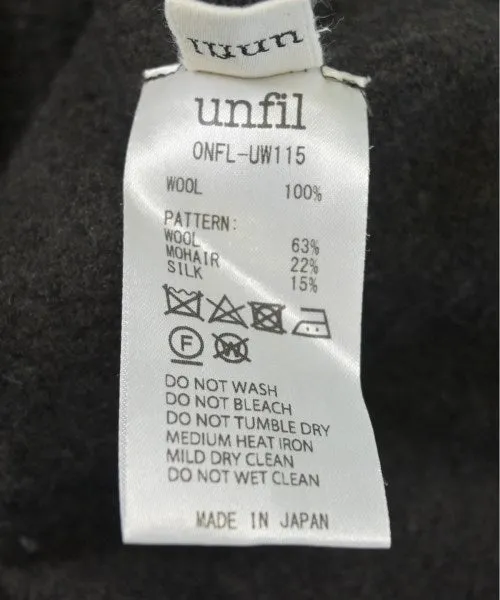 unfil
unfil
ONFL-UW115
WOOL 100%
PATTERN:
WOOL 63%
MOHAIR 22%
SILK 15%
F W
DO NOT WASH
DO NOT BLEACH
DO NOT TUMBLE DRY
MEDIUM HEAT IRON
MILD DRY CLEAN
DO NOT WET CLEAN
MADE IN JAPAN